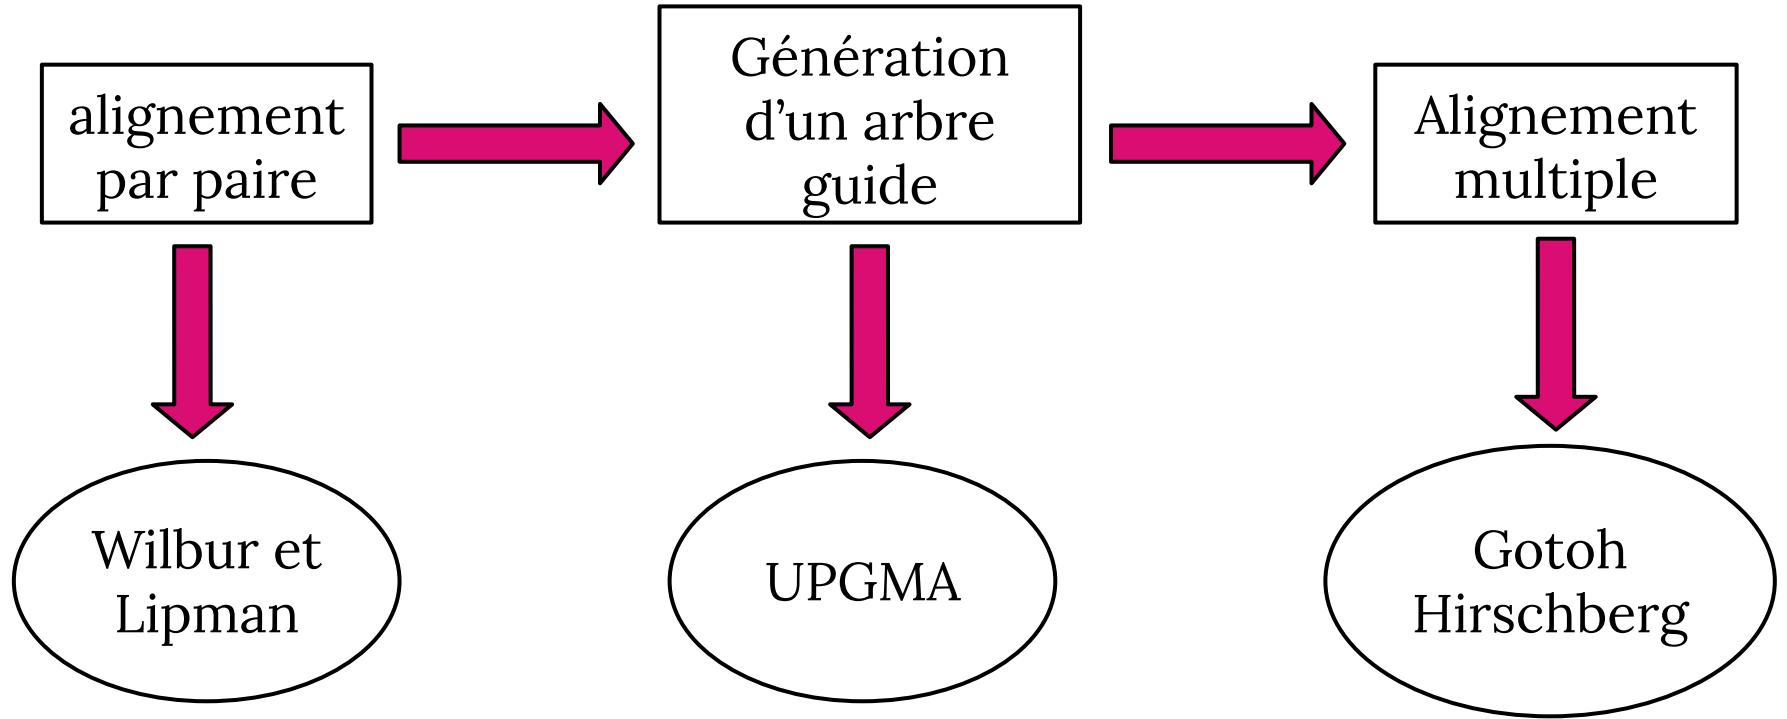 alignement
par paire
Génération
d’un arbre
guide
Alignement
multiple
Wilbur et
Lipman
UPGMA
Gotoh
Hirschberg